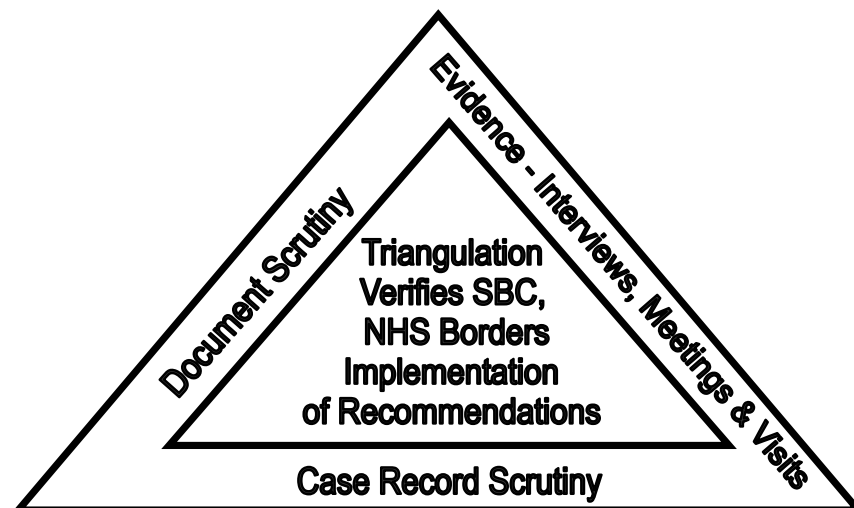 Document Scrutiny
Evidence - Interviews, Meetings & Visits
Triangulation
Verifies SBC,
NHS Borders
Implementation
of Recommendations
Case Record Scrutiny